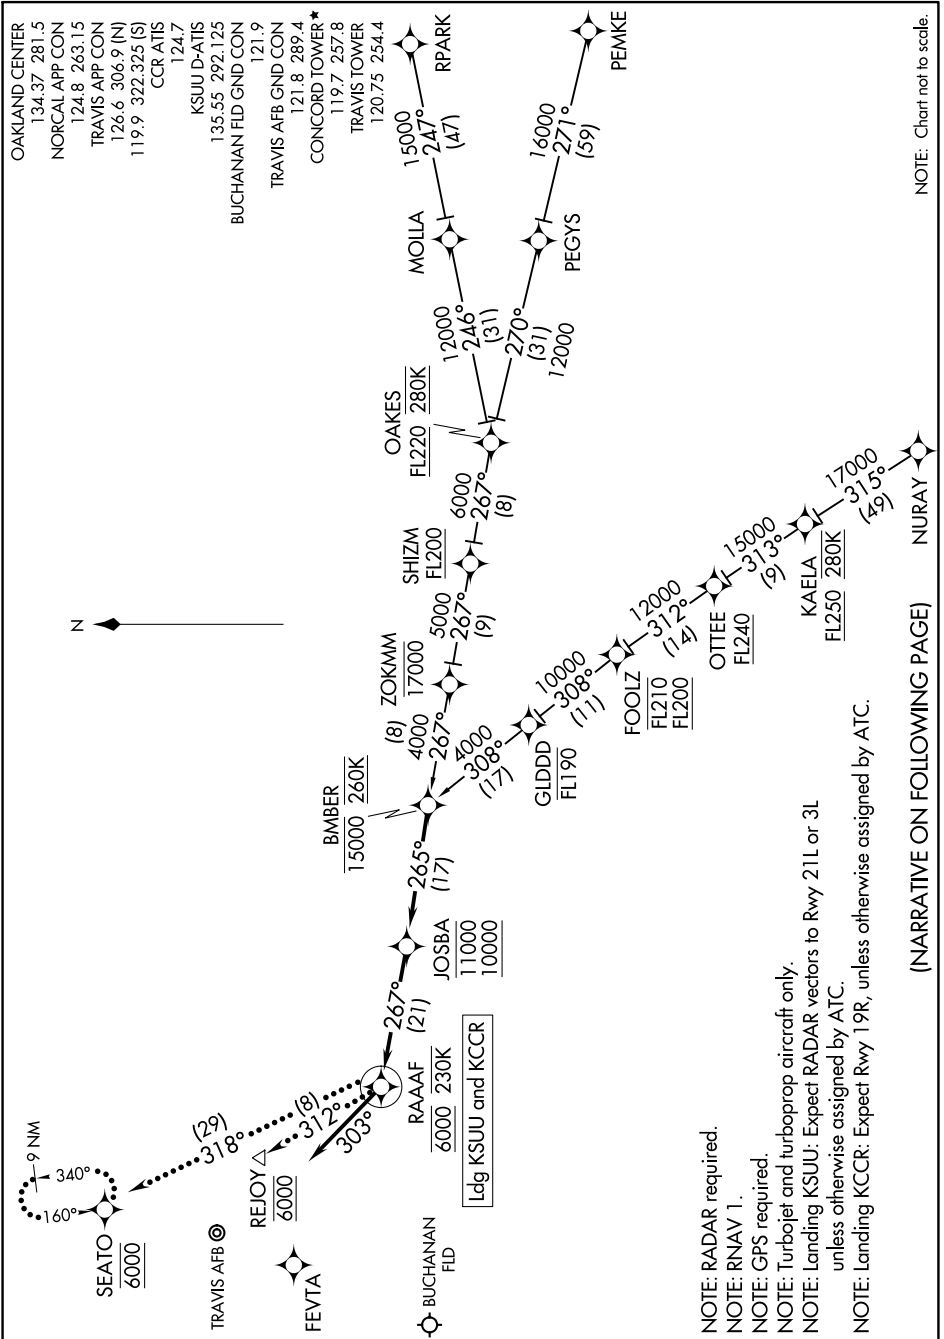 OAKLAND CENTER
134.37 281.5
NORCAL APP CON
124.8 263.15
TRAVIS APP CON
126.6 306.9 (N)
119.9 322.325 (S)
CCR ATIS
124.7
KSUU D-ATIS
135.55 292.125
BUCHANAN FLD GND CON
121.9
TRAVIS AFB GND CON
121.8 289.4
CONCORD TOWER★
119.7 257.8
TRAVIS TOWER
120.75 254.4
RPARK
15000
247°
(47)
MOLLA
12000
246°
(31)
PEMKE
16000
271°
(59)
PEGYS
270°
(31)
12000
OAKES
FL220 280K
6000
267°
(8)
SHIZM
FL200
5000
267°
(9)
ZOKMM
17000
(8)
4000
267°
BMBER
15000 260K
NURAY
17000
315°
(49)
KAELA
FL250 280K
15000
313°
(9)
OTTEE
FL240
12000
312°
(14)
FOOLZ
FL210
FL200
10000
308°
(11)
GLDDD
FL190
4000
308°
(17)
265°
(17)
JOSBA
11000
10000
267°
(21)
RAAAF
6000 230K
Ldg KSUU and KCCR
303°
(8)
312°
REJOY
6000
(29)
318°
9 NM
340°
160°
SEATO
6000
TRAVIS AFB
FEVTA
BUCHANAN
FLD
N
NOTE: RADAR required.
NOTE: RNAV 1.
NOTE: GPS required.
NOTE: Turbojet and turboprop aircraft only.
NOTE: Landing KSUU: Expect RADAR vectors to Rwy 21L or 3L
unless otherwise assigned by ATC.
NOTE: Landing KCCR: Expect Rwy 19R, unless otherwise assigned by ATC.
NOTE: Chart not to scale.
(NARRATIVE ON FOLLOWING PAGE)